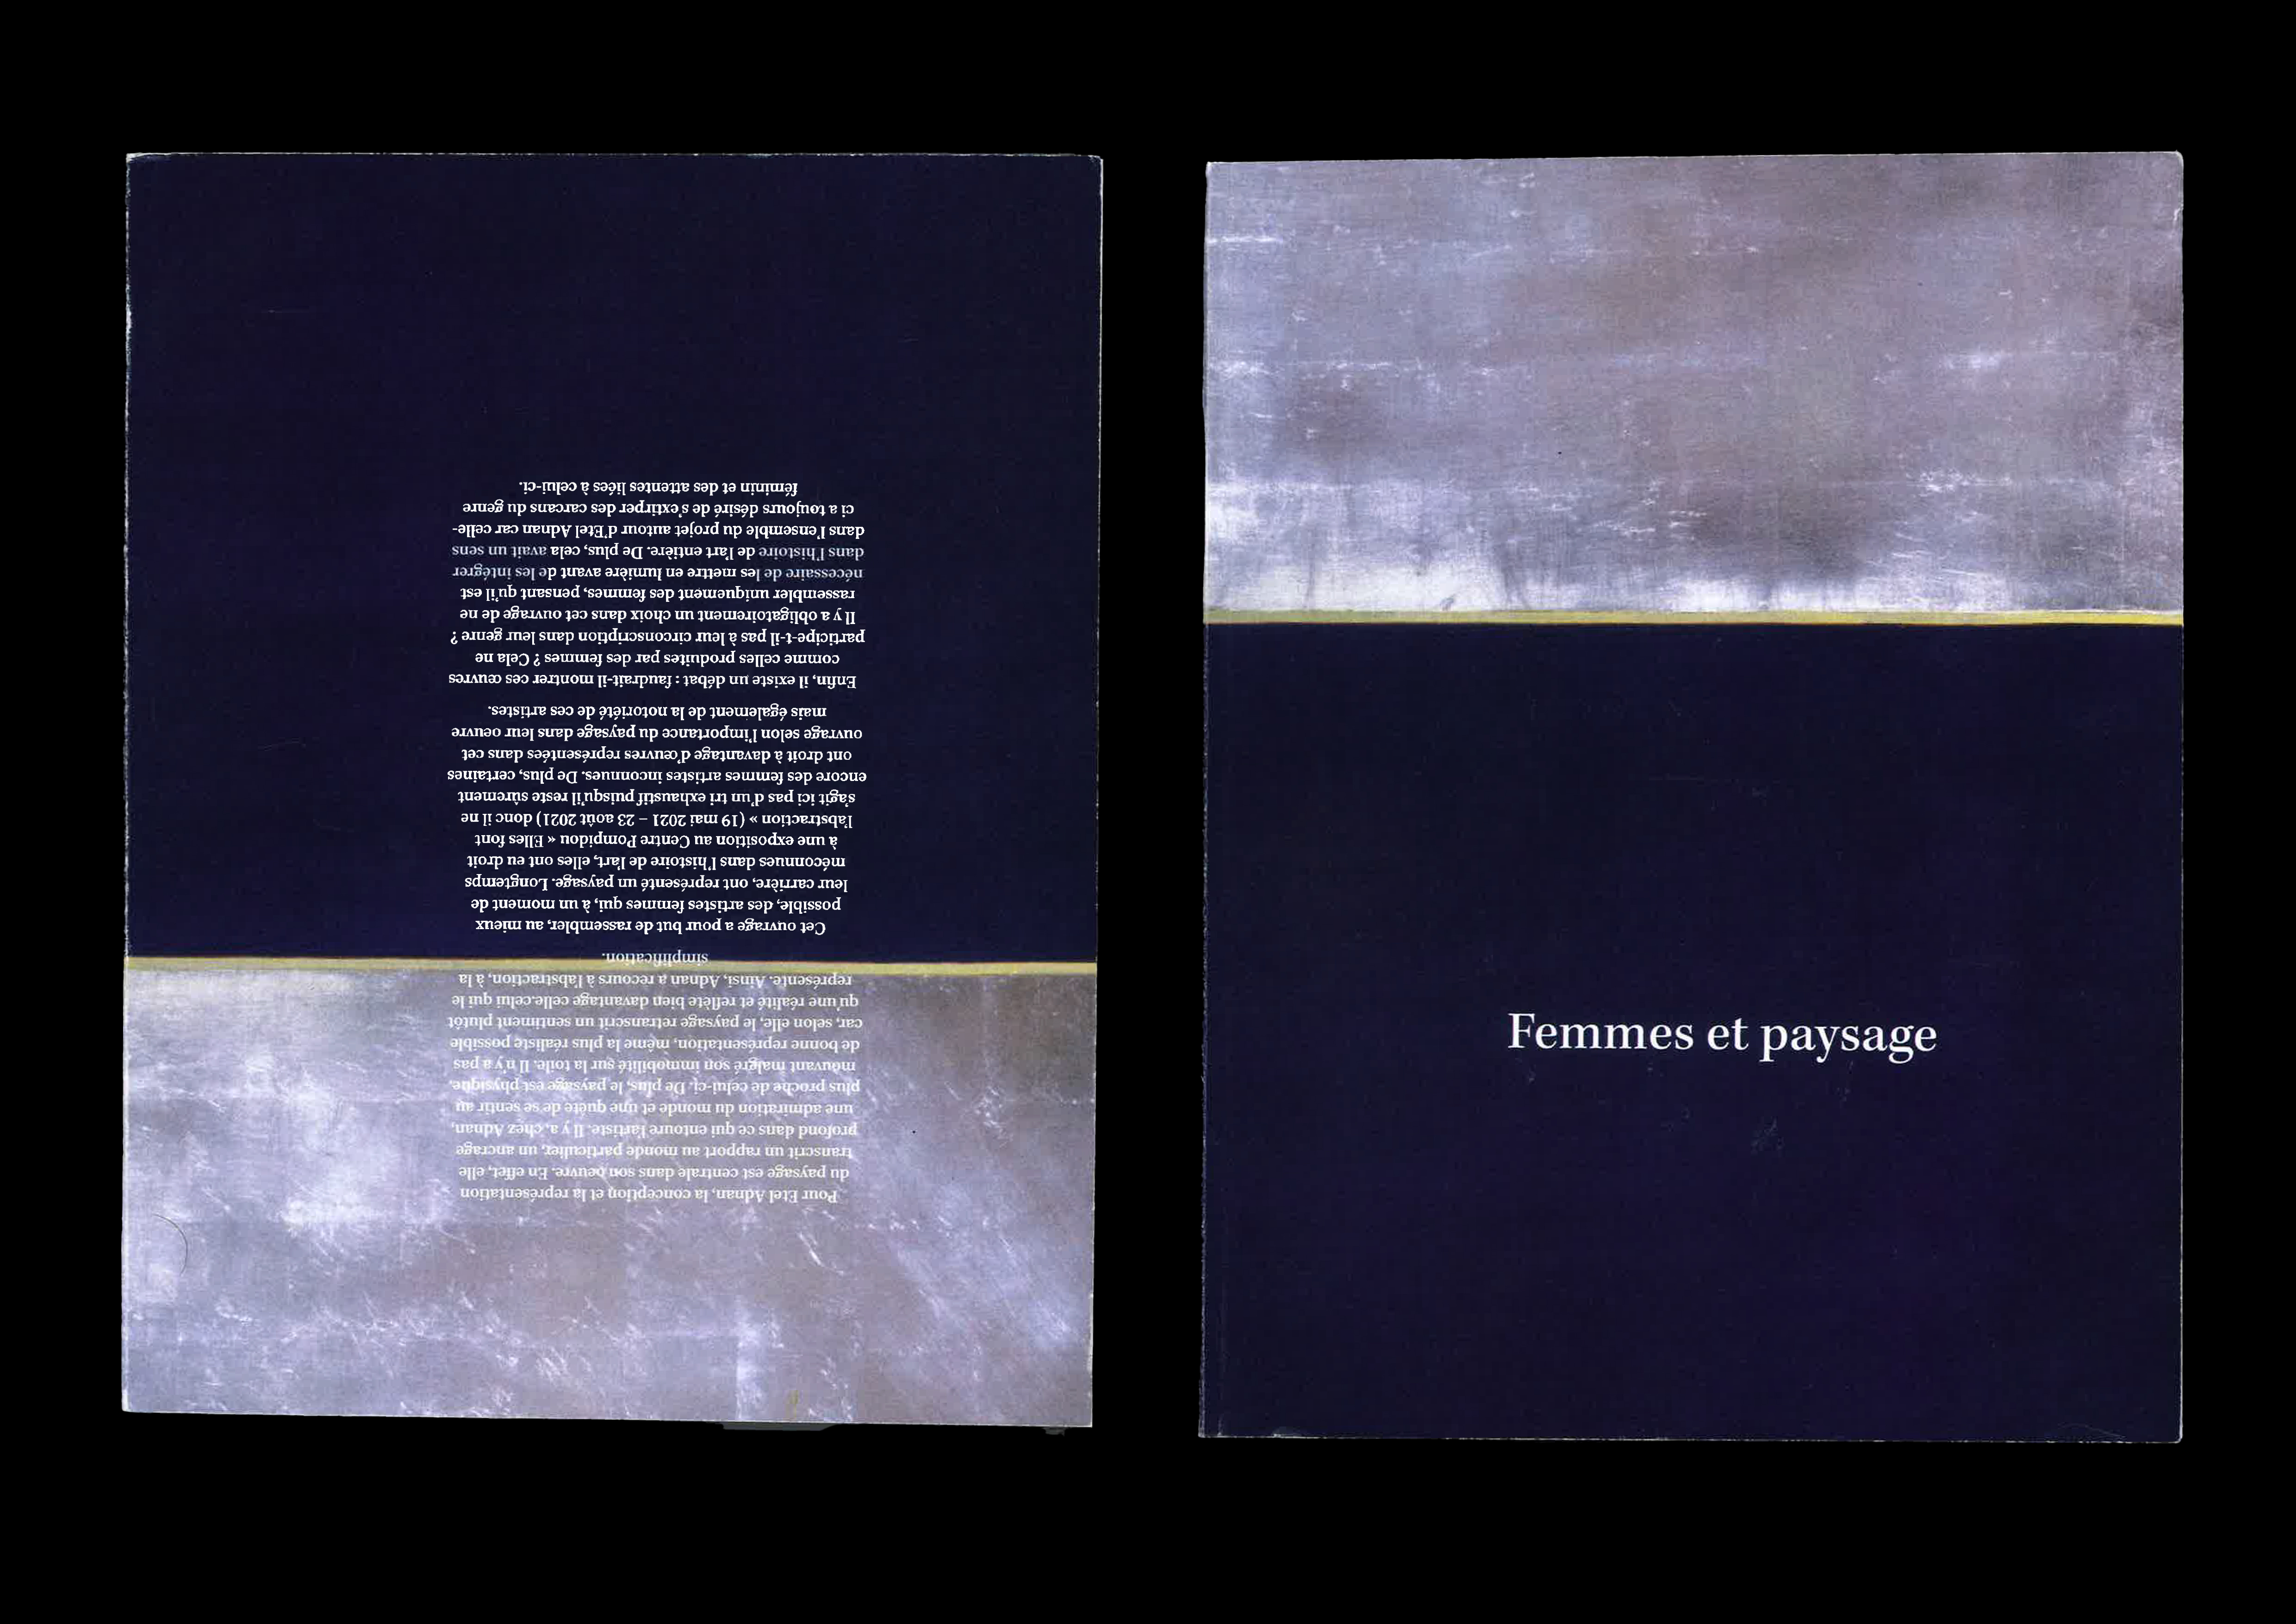 Pour Etel Adnan, la conception et la représentation
du paysage est centrale dans son oeuvre. En effet, elle
transcrit un rapport au monde particulier, un ancrage
profond dans ce qui entoure l'artiste. Il y a, chez Adnan,
une admiration du monde et une quête de se sentir au
plus proche de celui-ci. De plus, le paysage est physique,
mouvant malgré son immobilité sur la toile. Il n'y a pas
de bonne représentation, même la plus réaliste possible
car, selon elle, le paysage retranscrit un sentiment plutôt
qu'une réalité et reflète bien davantage celle.celui qui le
représente. Ainsi, Adnan a recours à l'abstraction, à la
simplification.
Cet ouvrage a pour but de rassembler, au mieux
possible, des artistes femmes qui, à un moment de
leur carrière, ont représenté un paysage. Longtemps
méconnues dans l'histoire de l'art, elles ont eu droit
à une exposition au Centre Pompidou « Elles font
l'abstraction » (19 mai 2021 – 23 août 2021) donc il ne
s'agit ici pas d'un tri exhaustif puisqu'il reste sûrement
encore des femmes artistes inconnues. De plus, certaines
ont droit à davantage d'œuvres représentées dans cet
ouvrage selon l'importance du paysage dans leur oeuvre
mais également de la notoriété de ces artistes.
Enfin, il existe un débat : faudrait-il montrer ces œuvres
comme celles produites par des femmes ? Cela ne
participe-t-il pas à leur circonscription dans leur genre ?
Il y a obligatoirement un choix dans cet ouvrage de ne
rassembler uniquement des femmes, pensant qu'il est
nécessaire de les mettre en lumière avant de les intégrer
dans l'histoire de l'art entière. De plus, cela avait un sens
dans l'ensemble du projet autour d'Etel Adnan car celle-
ci a toujours désiré de s'extirper des carcans du genre
féminin et des attentes liées à celui-ci.
Femmes et paysage